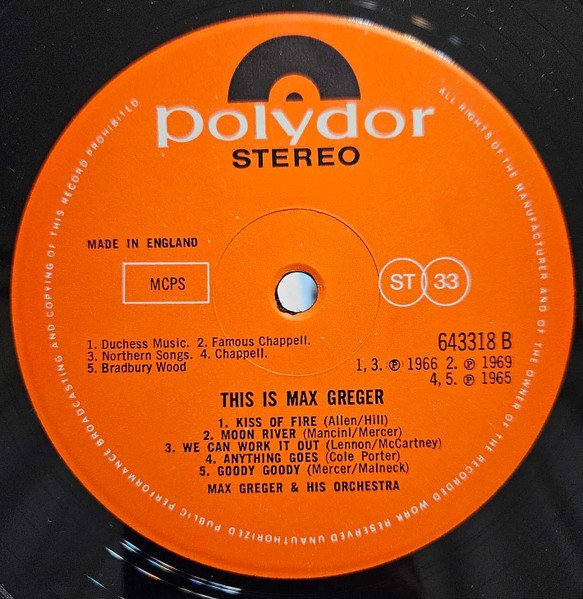 polydor
STEREO
MADE IN ENGLAND
MCPS
ST 33
1. Duchess Music. 2. Famous Chappell.
3. Northern Songs. 4. Chappell.
5. Bradbury Wood
643318 B
1, 3. ℗ 1966 2. ℗ 1969
4, 5. ℗ 1965
THIS IS MAX GREGER
1. KISS OF FIRE (Allen/Hill)
2. MOON RIVER (Mancini/Mercer)
3. WE CAN WORK IT OUT (Lennon/McCartney)
4. ANYTHING GOES (Cole Porter)
5. GOODY GOODY (Mercer/Malneck)
MAX GREGER & HIS ORCHESTRA
ALL RIGHTS OF THE MANUFACTURER AND OF THE OWNER OF THE RECORDED WORK RESERVED UNAUTHORIZED PUBLIC PERFORMANCE BROADCASTING AND COPYING OF THIS RECORD PROHIBITED